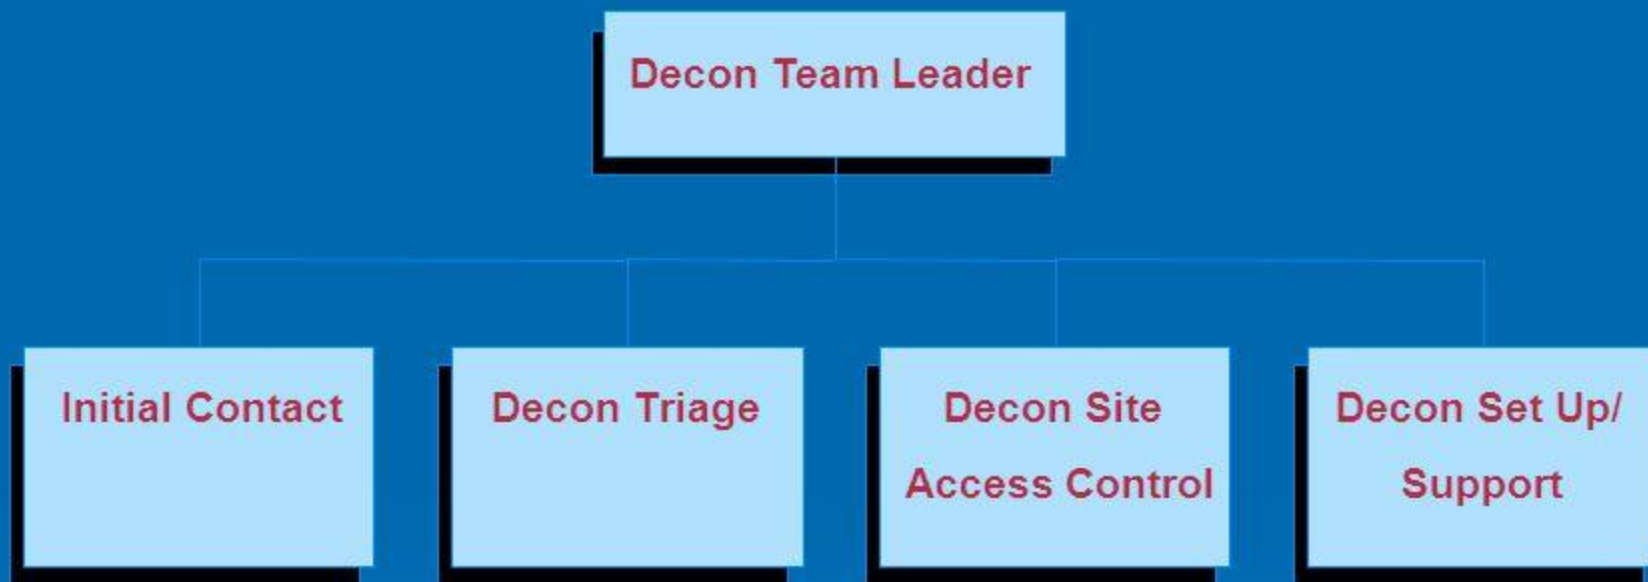 Decon Team Leader
Initial Contact
Decon Triage
Decon Site
Access Control
Decon Set Up/
Support